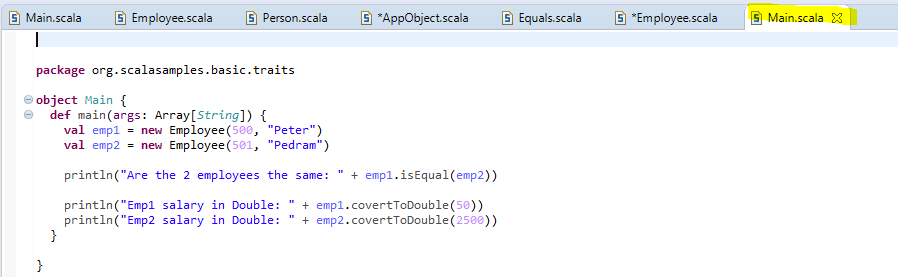 Main.scala Employee.scala Person.scala *AppObject.scala Equals.scala *Employee.scala Main.scala
package org.scalasamples.basic.traits
object Main {
def main(args: Array[String]) {
val emp1 = new Employee(500, "Peter")
val emp2 = new Employee(501, "Pedram")
println("Are the 2 employees the same: " + emp1.isEqual(emp2))
println("Emp1 salary in Double: " + emp1.covertToDouble(50))
println("Emp2 salary in Double: " + emp2.covertToDouble(2500))
}
}